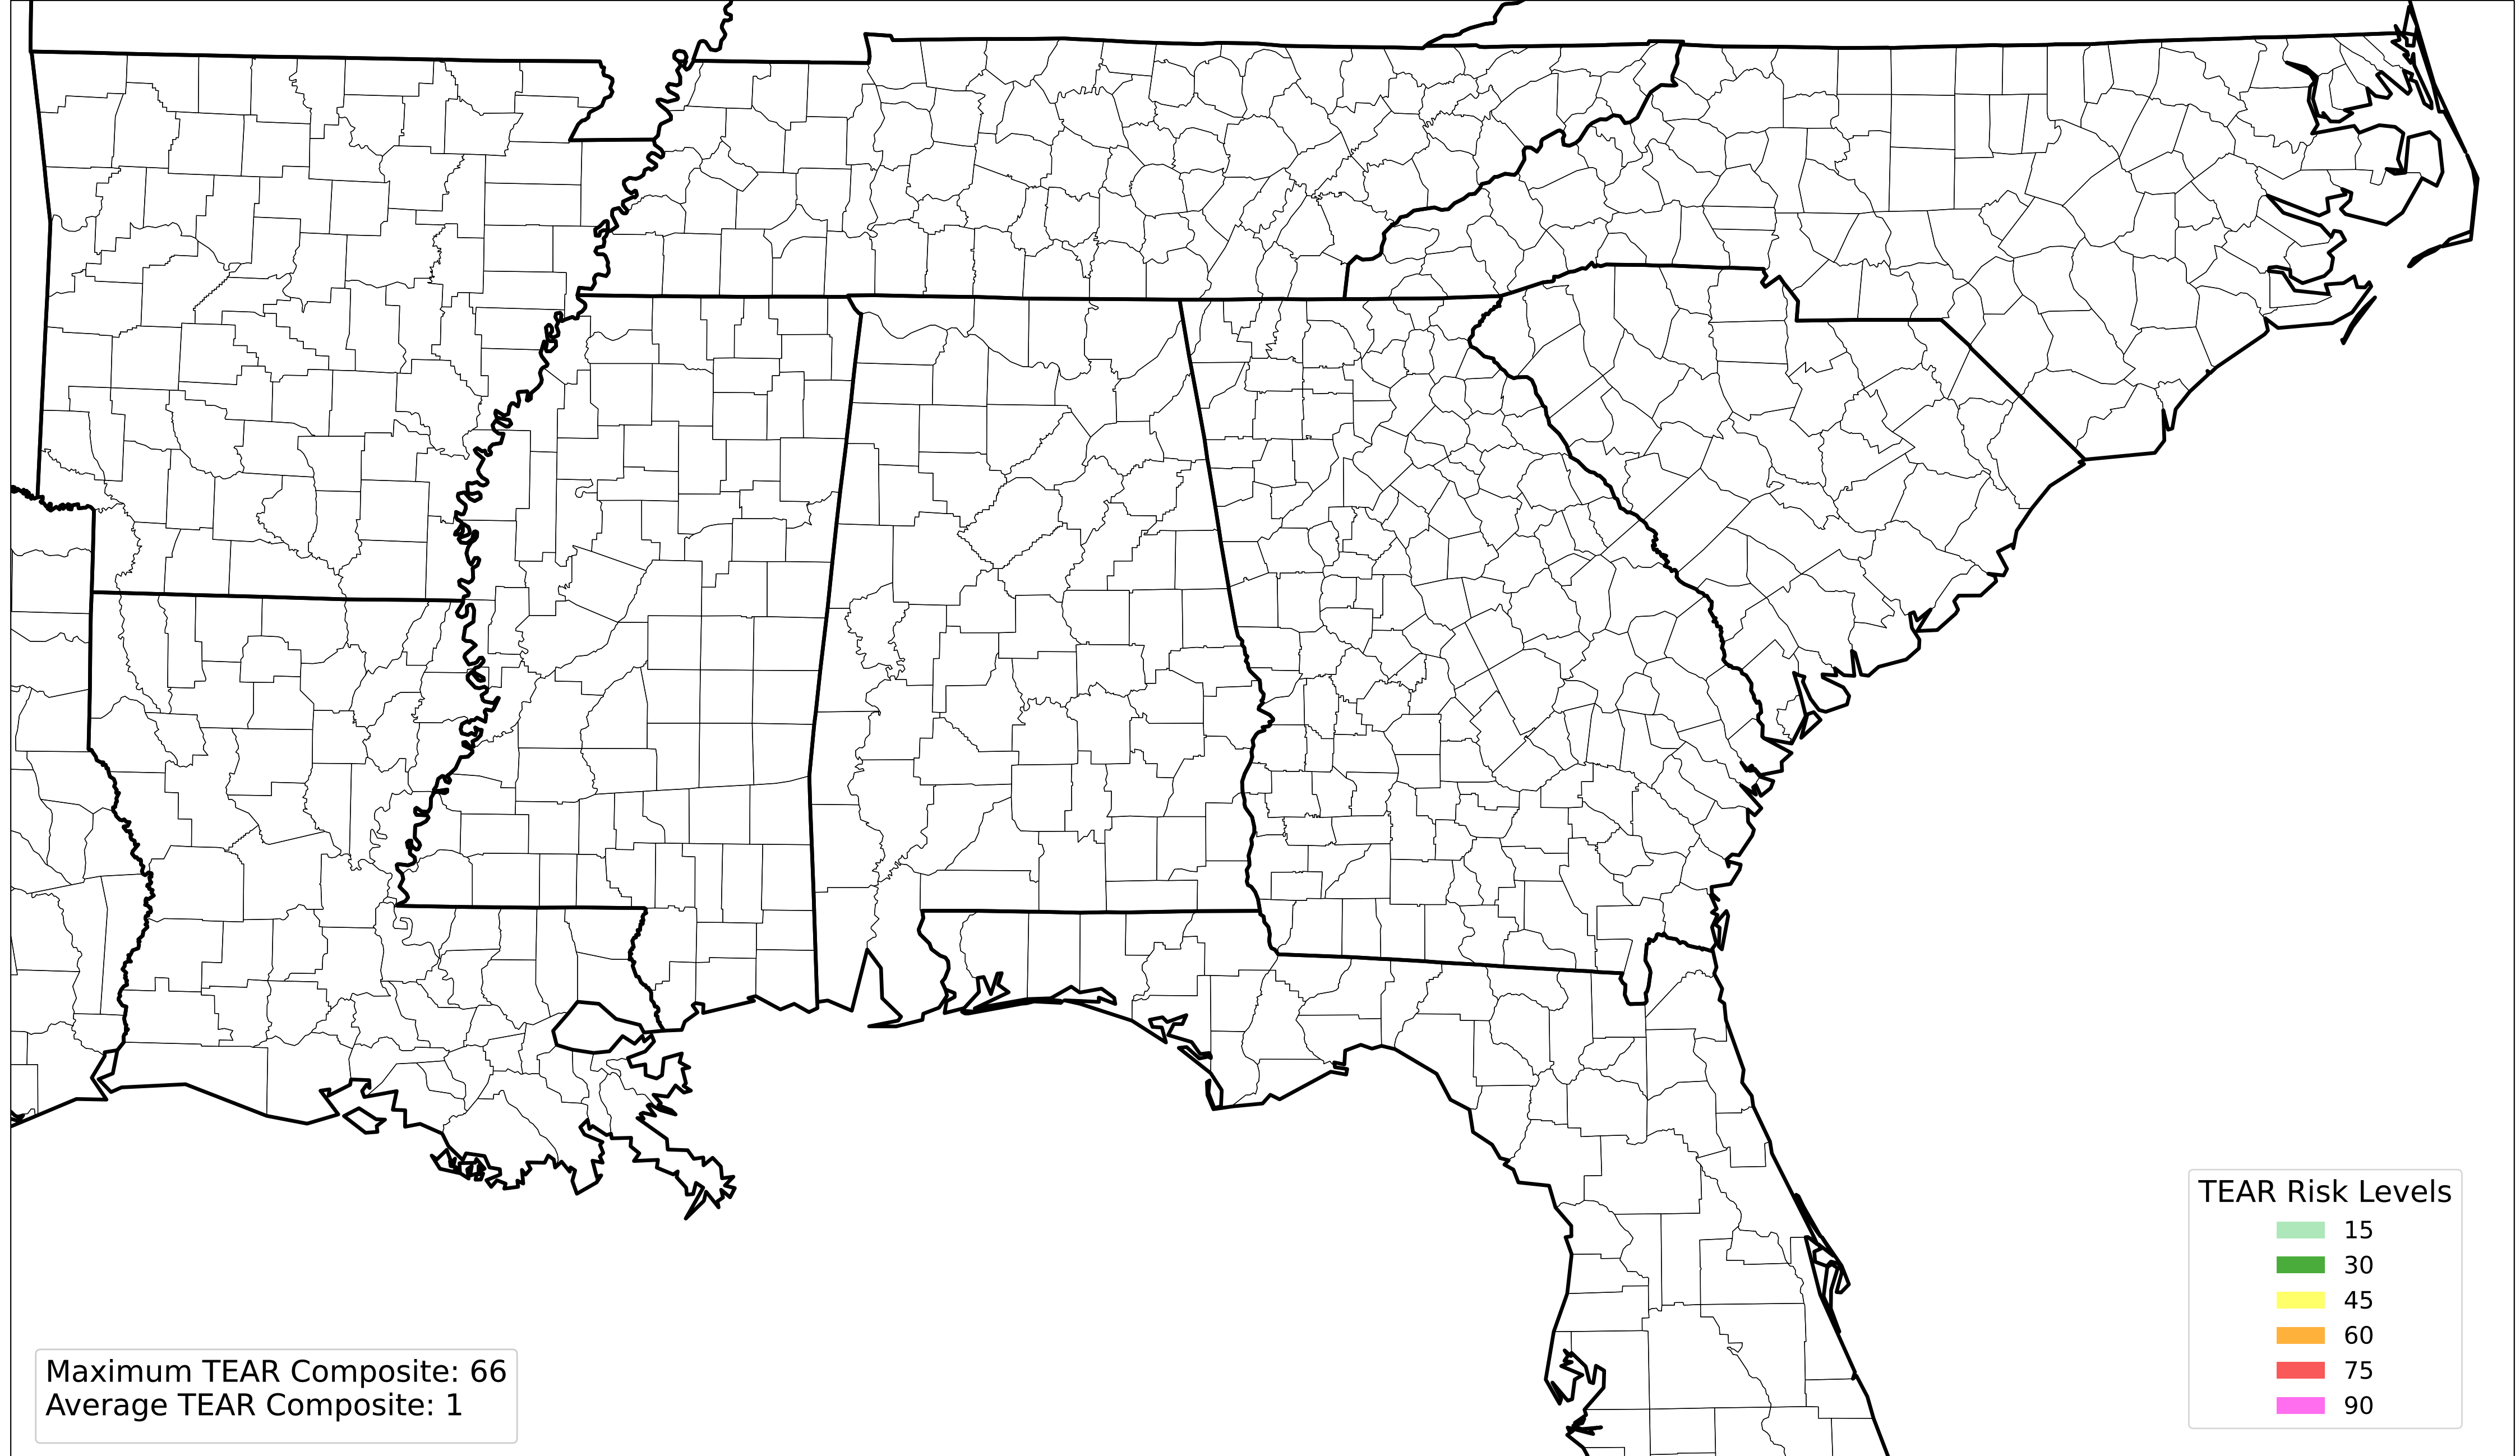 TEAR Risk Levels
15
30
45
60
75
90
Maximum TEAR Composite: 66
Average TEAR Composite: 1